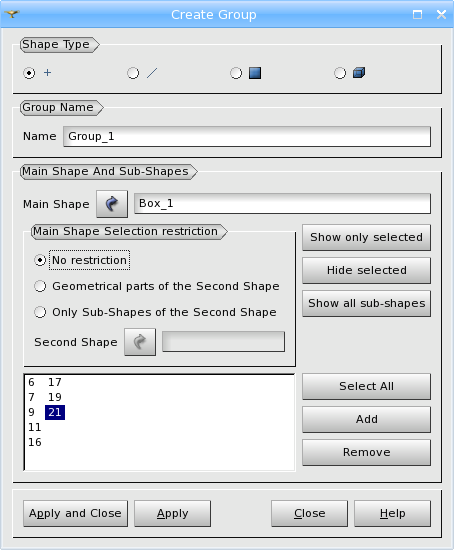 Create Group
Shape Type
Group Name
Name Group_1
Main Shape And Sub-Shapes
Main Shape Box_1
Main Shape Selection restriction
No restriction
Geometrical parts of the Second Shape
Only Sub-Shapes of the Second Shape
Second Shape
Show only selected
Hide selected
Show all sub-shapes
6 17
7 19
9 21
11
16
Select All
Add
Remove
Apply and Close Apply Close Help